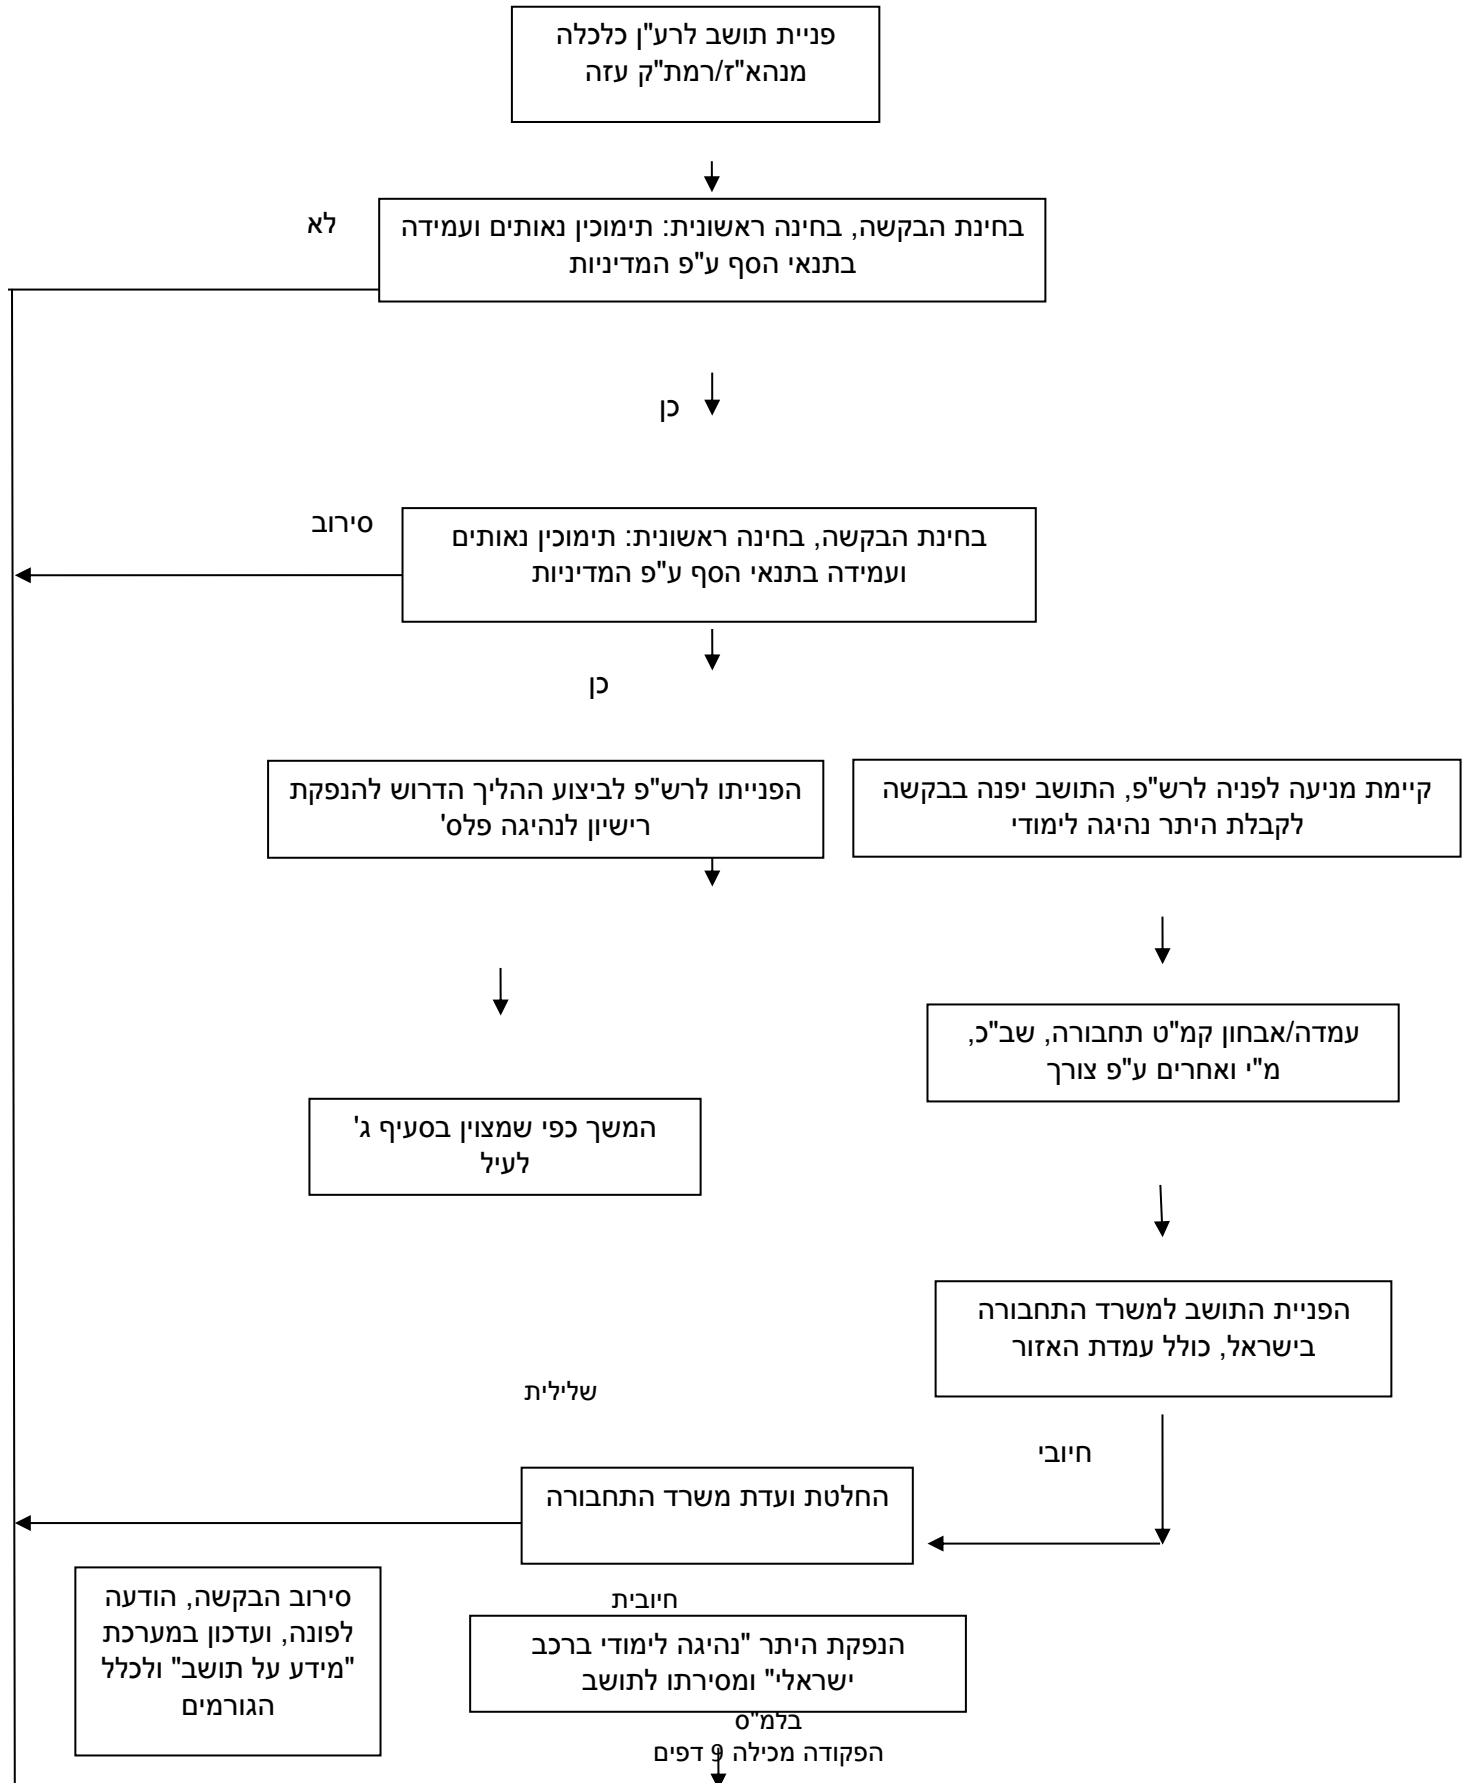 פניית תושב לרע"ן כלכלה
מנהא"ז/רמת"ק עזה
לא
בחינת הבקשה, בחינה ראשונית: תימוכין נאותים ועמידה
בתנאי הסף ע"פ המדיניות
כן
סירוב
בחינת הבקשה, בחינה ראשונית: תימוכין נאותים
ועמידה בתנאי הסף ע"פ המדיניות
כן
קיימת מניעה לפניה לרש"פ, התושב יפנה בבקשה
לקבלת היתר נהיגה לימודי
הפנייתו לרש"פ לביצוע ההליך הדרוש להנפקת
רישיון לנהיגה פלס'
עמדה/אבחון קמ"ט תחבורה, שב"כ,
מ"י ואחרים ע"פ צורך
המשך כפי שמצוין בסעיף ג'
לעיל
הפניית התושב למשרד התחבורה
בישראל, כולל עמדת האזור
שלילית
חיובי
החלטת ועדת משרד התחבורה
חיובית
הנפקת היתר "נהיגה לימודי ברכב
ישראלי" ומסירתו לתושב
סירוב הבקשה, הודעה
לפונה, ועדכון במערכת
"מידע על תושב" ולכלל
הגורמים
בלמ"ס
הפקודה מכילה 9 דפים